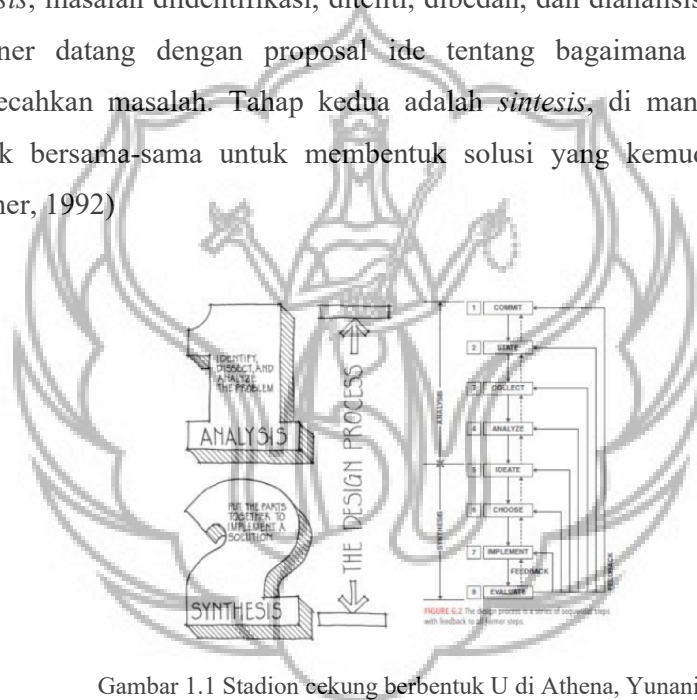 sis, masalah diidentifikasi, diteliti, dibedah, dan dianalisis
ner datang dengan proposal ide tentang bagaimana
ecahkan masalah. Tahap kedua adalah sintesis, di man
k bersama-sama untuk membentuk solusi yang kemud
ner, 1992)
IDENTIFY,
DISSECT, AND
ANALYZE
THE PROBLEM
ANALYSIS
PUT THE PARTS
TOGETHER TO
IMPLEMENT A
SOLUTION
SYNTHESIS
THE DESIGN PROCESS
ANALYSIS
SYNTHESIS
1 COMMIT
2 STATE
3 COLLECT
4 ANALYZE
5 IDEATE
6 CHOOSE
7 IMPLEMENT
FEEDBACK
8 EVALUATE
FEEDBACK
FIGURE 6.2 The design process is a series of sequential steps
with feedback to all former steps.
Gambar 1.1 Stadion cekung berbentuk U di Athena, Yunani